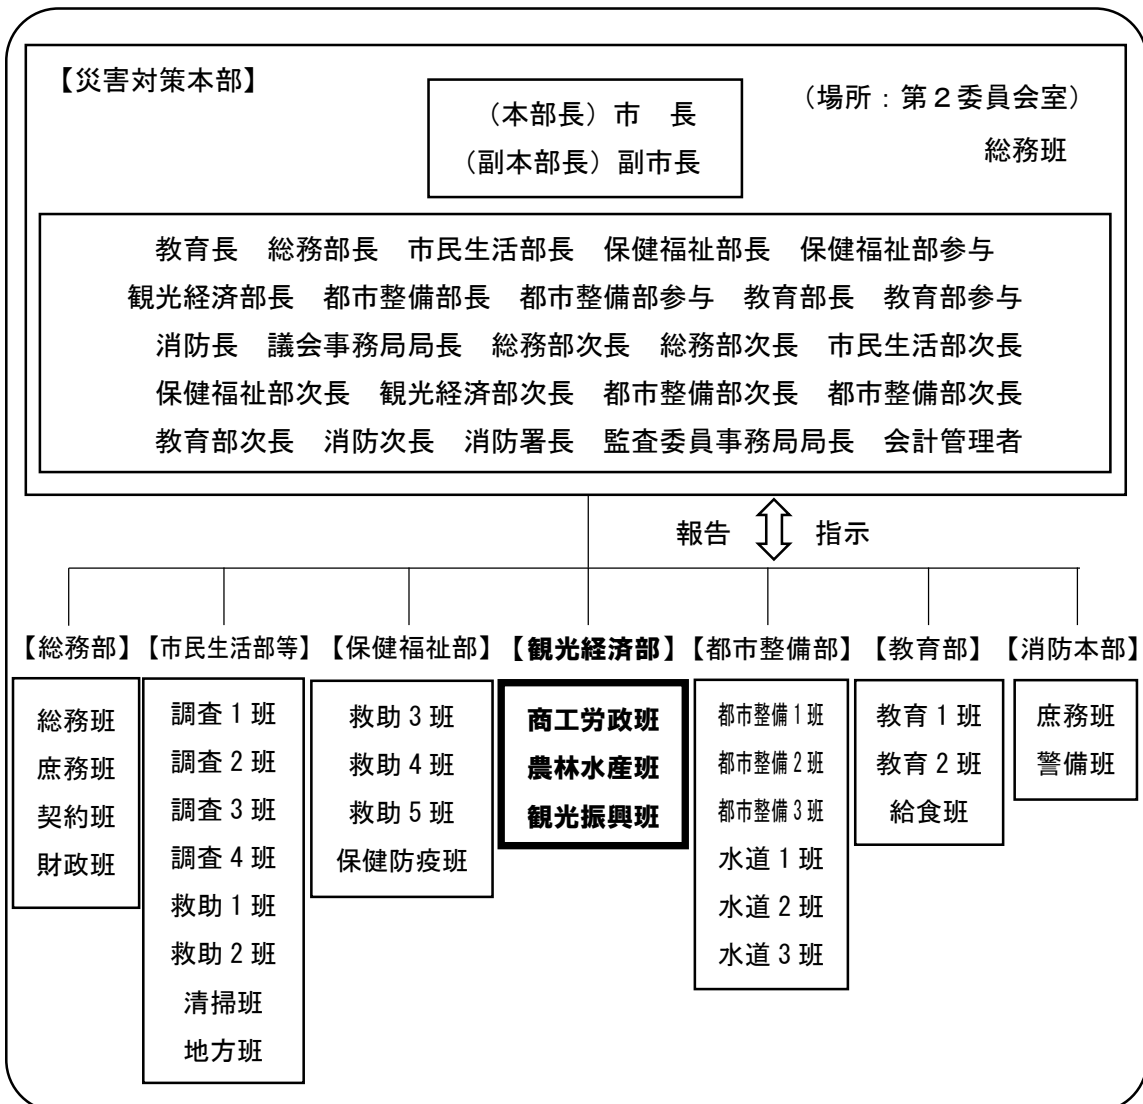 【災害対策本部】
（場所：第２委員会室）
（本部長）市　長
（副本部長）副市長
総務班
教育長　総務部長　市民生活部長　保健福祉部長　保健福祉部参与
観光経済部長　都市整備部長　都市整備部参与　教育部長　教育部参与
消防長　議会事務局局長　総務部次長　総務部次長　市民生活部次長
保健福祉部次長　観光経済部次長　都市整備部次長　都市整備部次長
教育部次長　消防次長　消防署長　監査委員事務局局長　会計管理者
報告　指示
【総務部】
総務班
庶務班
契約班
財政班
【市民生活部等】
調査１班
調査２班
調査３班
調査４班
救助１班
救助２班
清掃班
地方班
【保健福祉部】
救助３班
救助４班
救助５班
保健防疫班
【観光経済部】
商工労政班
農林水産班
観光振興班
【都市整備部】
都市整備１班
都市整備２班
都市整備３班
水道１班
水道２班
水道３班
【教育部】
教育１班
教育２班
給食班
【消防本部】
庶務班
警備班